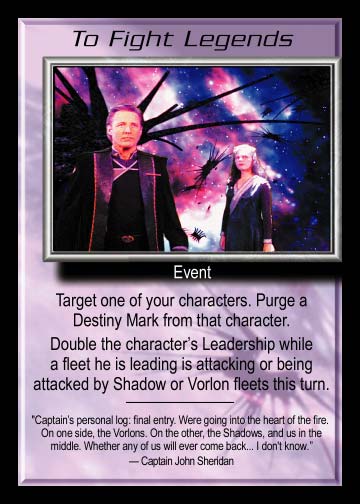 To Fight Legends
Event
Target one of your characters. Purge a
Destiny Mark from that character.
Double the character's Leadership while
a fleet he is leading is attacking or being
attacked by Shadow or Vorlon fleets this turn.
"Captain's personal log: final entry. Were going into the heart of the fire.
On one side, the Vorlons. On the other, the Shadows, and us in the
middle. Whether any of us will ever come back... I don't know."
— Captain John Sheridan